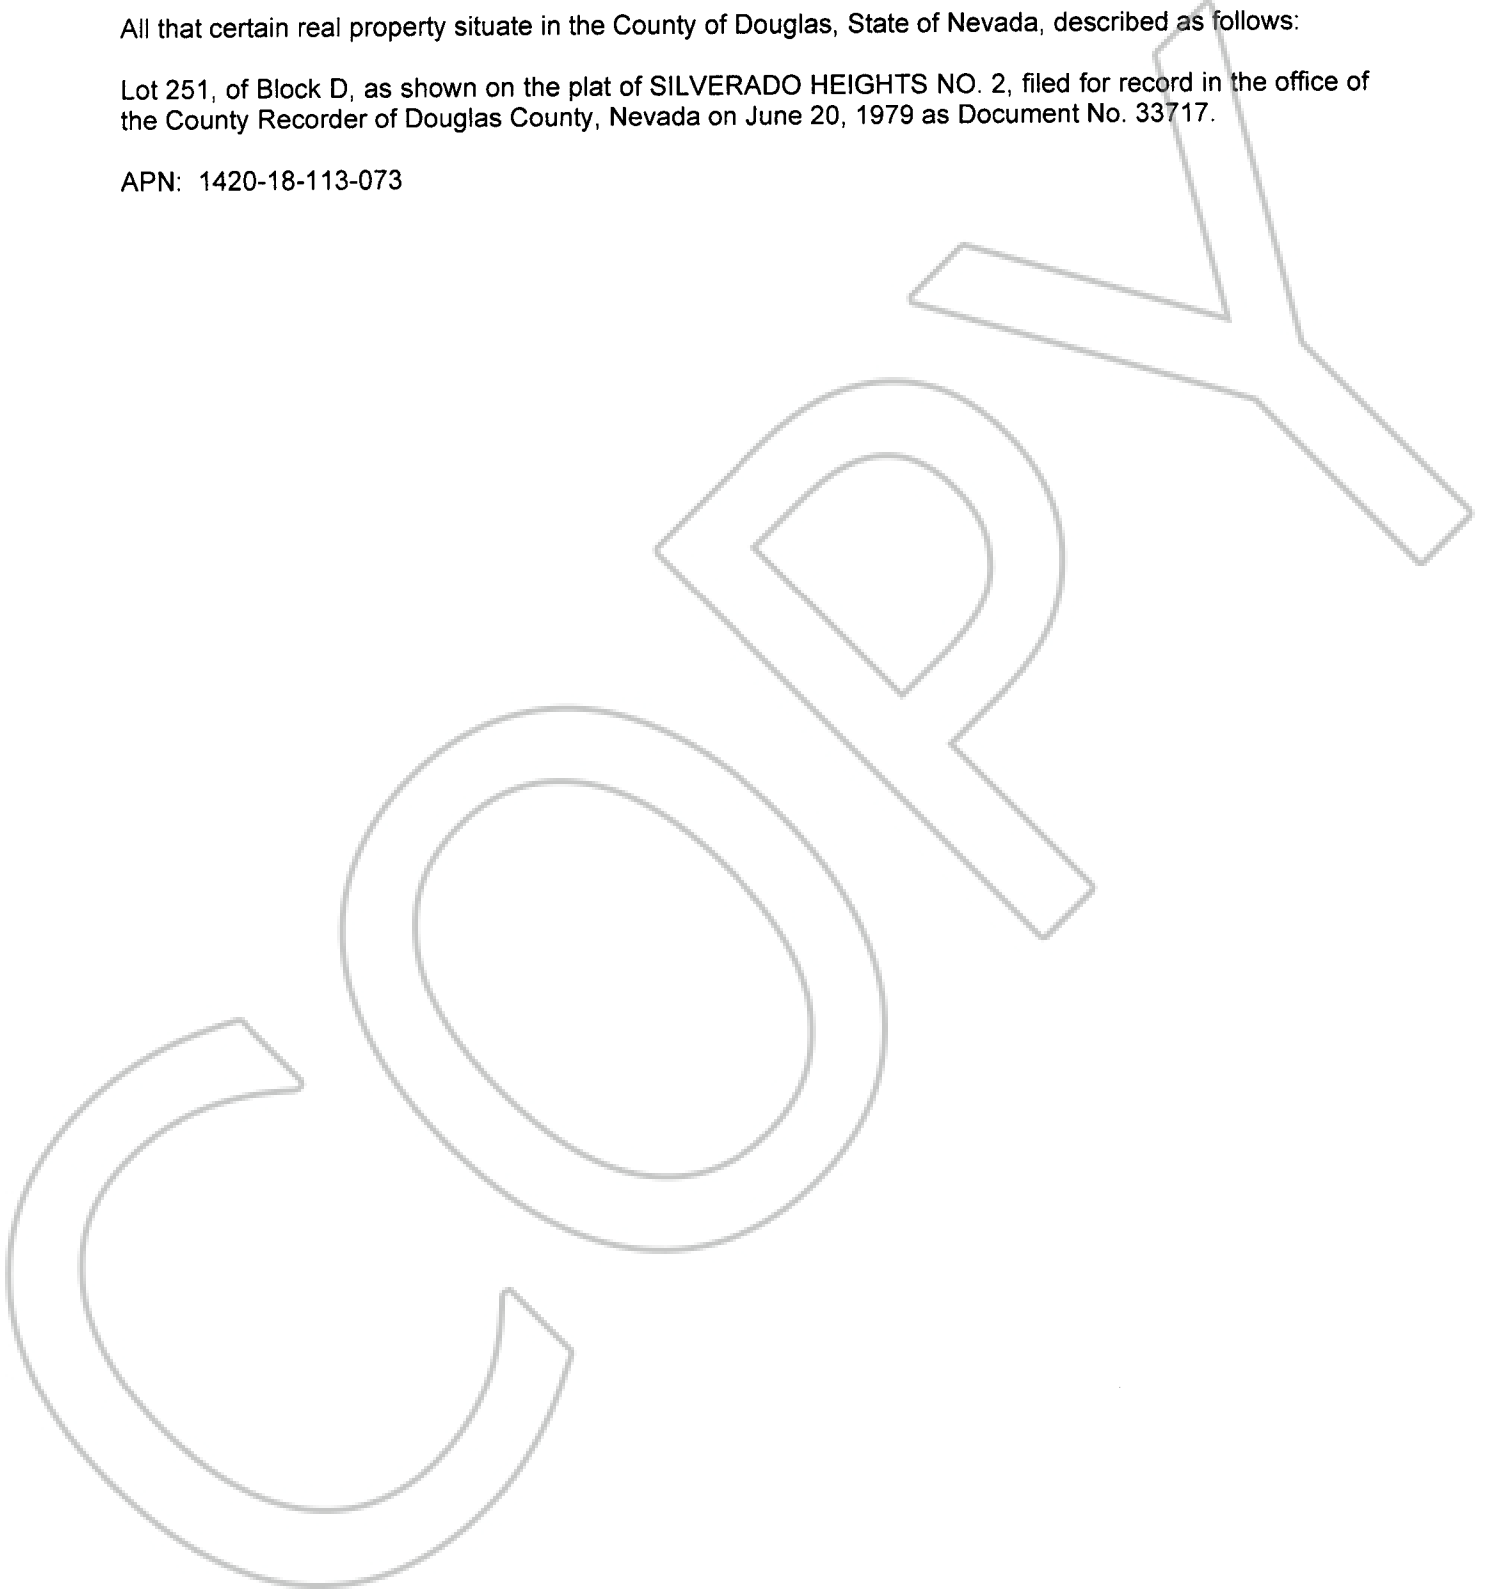 All that certain real property situate in the County of Douglas, State of Nevada, described as follows:
Lot 251, of Block D, as shown on the plat of SILVERADO HEIGHTS NO. 2, filed for record in the office of
the County Recorder of Douglas County, Nevada on June 20, 1979 as Document No. 33717.
APN: 1420-18-113-073
COPY